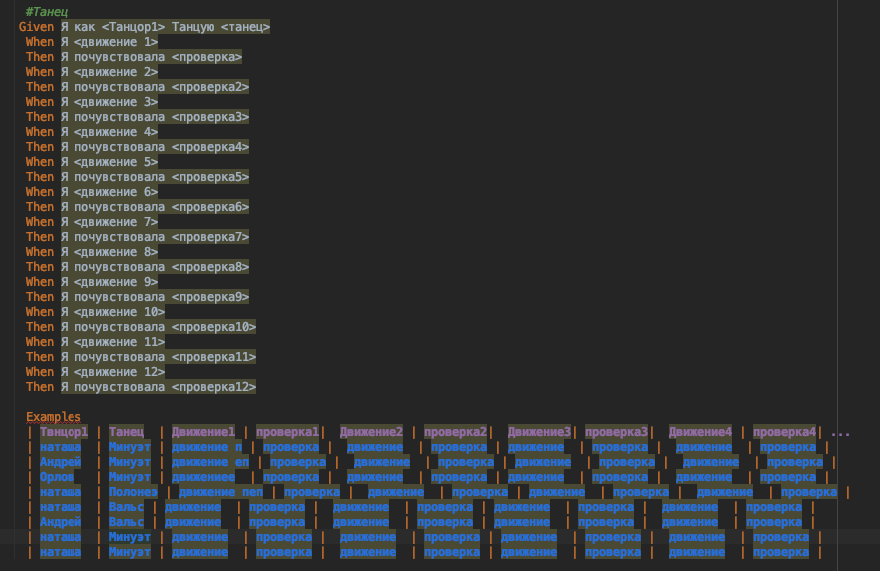 #Танец
Given Я как <Танцор1> Танцую <танец>
When Я <движение 1>
Then Я почувствовала <проверка>
When Я <движение 2>
Then Я почувствовала <проверка2>
When Я <движение 3>
Then Я почувствовала <проверка3>
When Я <движение 4>
Then Я почувствовала <проверка4>
When Я <движение 5>
Then Я почувствовала <проверка5>
When Я <движение 6>
Then Я почувствовала <проверка6>
When Я <движение 7>
Then Я почувствовала <проверка7>
When Я <движение 8>
Then Я почувствовала <проверка8>
When Я <движение 9>
Then Я почувствовала <проверка9>
When Я <движение 10>
Then Я почувствовала <проверка10>
When Я <движение 11>
Then Я почувствовала <проверка11>
When Я <движение 12>
Then Я почувствовала <проверка12>
Examples
| Твнцор1 | Танец | Движение1 | проверка1| Движение2 | проверка2| Движение3| проверка3| Движение4 | проверка4| ...
| наташа | Минуэт | движение п | проверка | движение | проверка | движение | проверка | движение | проверка |
| Андрей | Минуэт | движение еп | проверка | движение | проверка | движение | проверка | движение | проверка |
| Орлов | Минуэт | движениее | проверка | движение | проверка | движение | проверка | движение | проверка |
| наташа | Полонез | движение пеп | проверка | движение | проверка | движение | проверка | движение | проверка |
| наташа | Вальс | движение | проверка | движение | проверка | движение | проверка | движение | проверка |
| Андрей | Вальс | движение | проверка | движение | проверка | движение | проверка | движение | проверка |
| наташа | Минуэт | движение | проверка | движение | проверка | движение | проверка | движение | проверка |
| наташа | Минуэт | движение | проверка | движение | проверка | движение | проверка | движение | проверка |